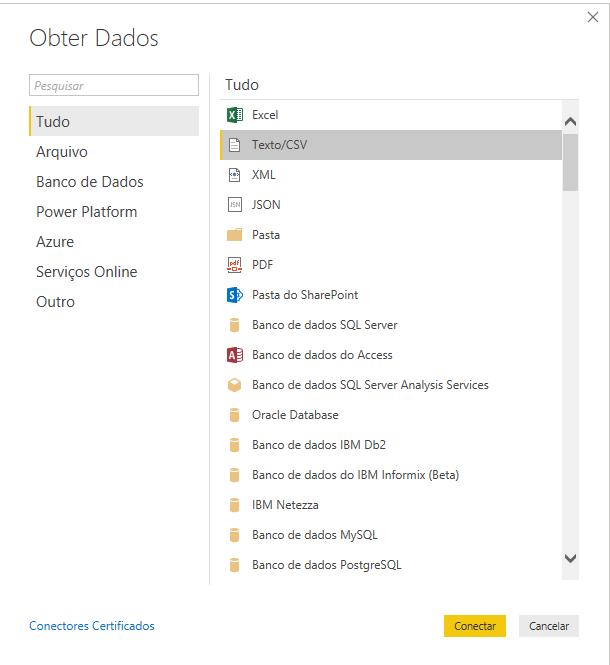 Obter Dados
Pesquisar
Tudo
Arquivo
Banco de Dados
Power Platform
Azure
Serviços Online
Outro
Tudo
Excel
Texto/CSV
XML
JSON
Pasta
PDF
Pasta do SharePoint
Banco de dados SQL Server
Banco de dados do Access
Banco de dados SQL Server Analysis Services
Oracle Database
Banco de dados IBM Db2
Banco de dados do IBM Informix (Beta)
IBM Netezza
Banco de dados MySQL
Banco de dados PostgreSQL
Conectores Certificados
Conectar
Cancelar